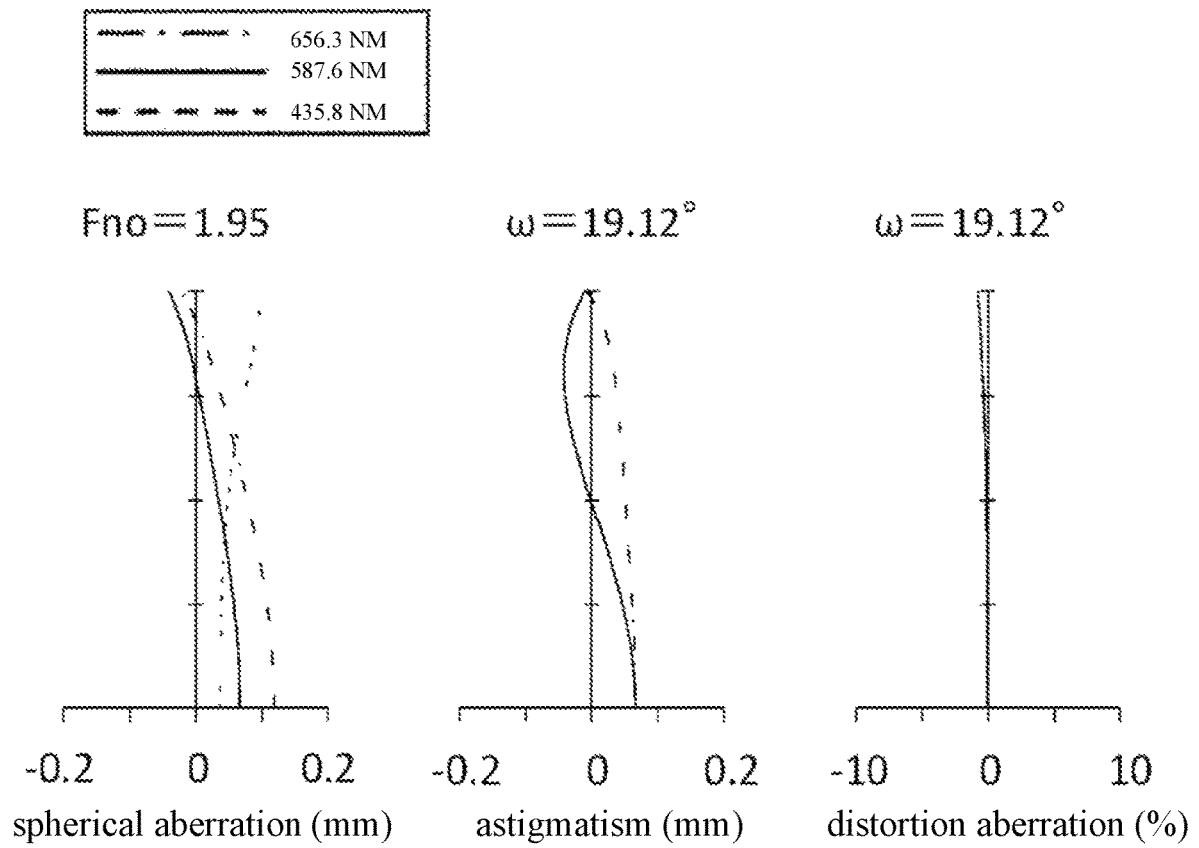 656.3 NM
587.6 NM
435.8 NM
Fno=1.95
ω=19.12°
ω=19.12°
-0.2 0 0.2
-0.2 0 0.2
-10 0 10
spherical aberration (mm)
astigmatism (mm)
distortion aberration (%)